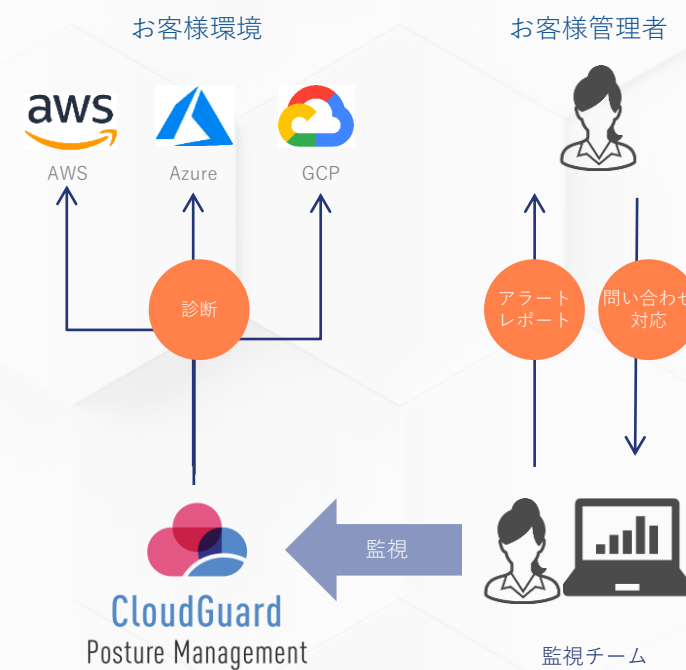 お客様環境
お客様管理者
aws
AWS
Azure
GCP
診断
アラート
レポート
問い合わせ
対応
監視
CloudGuard
Posture Management
監視チーム